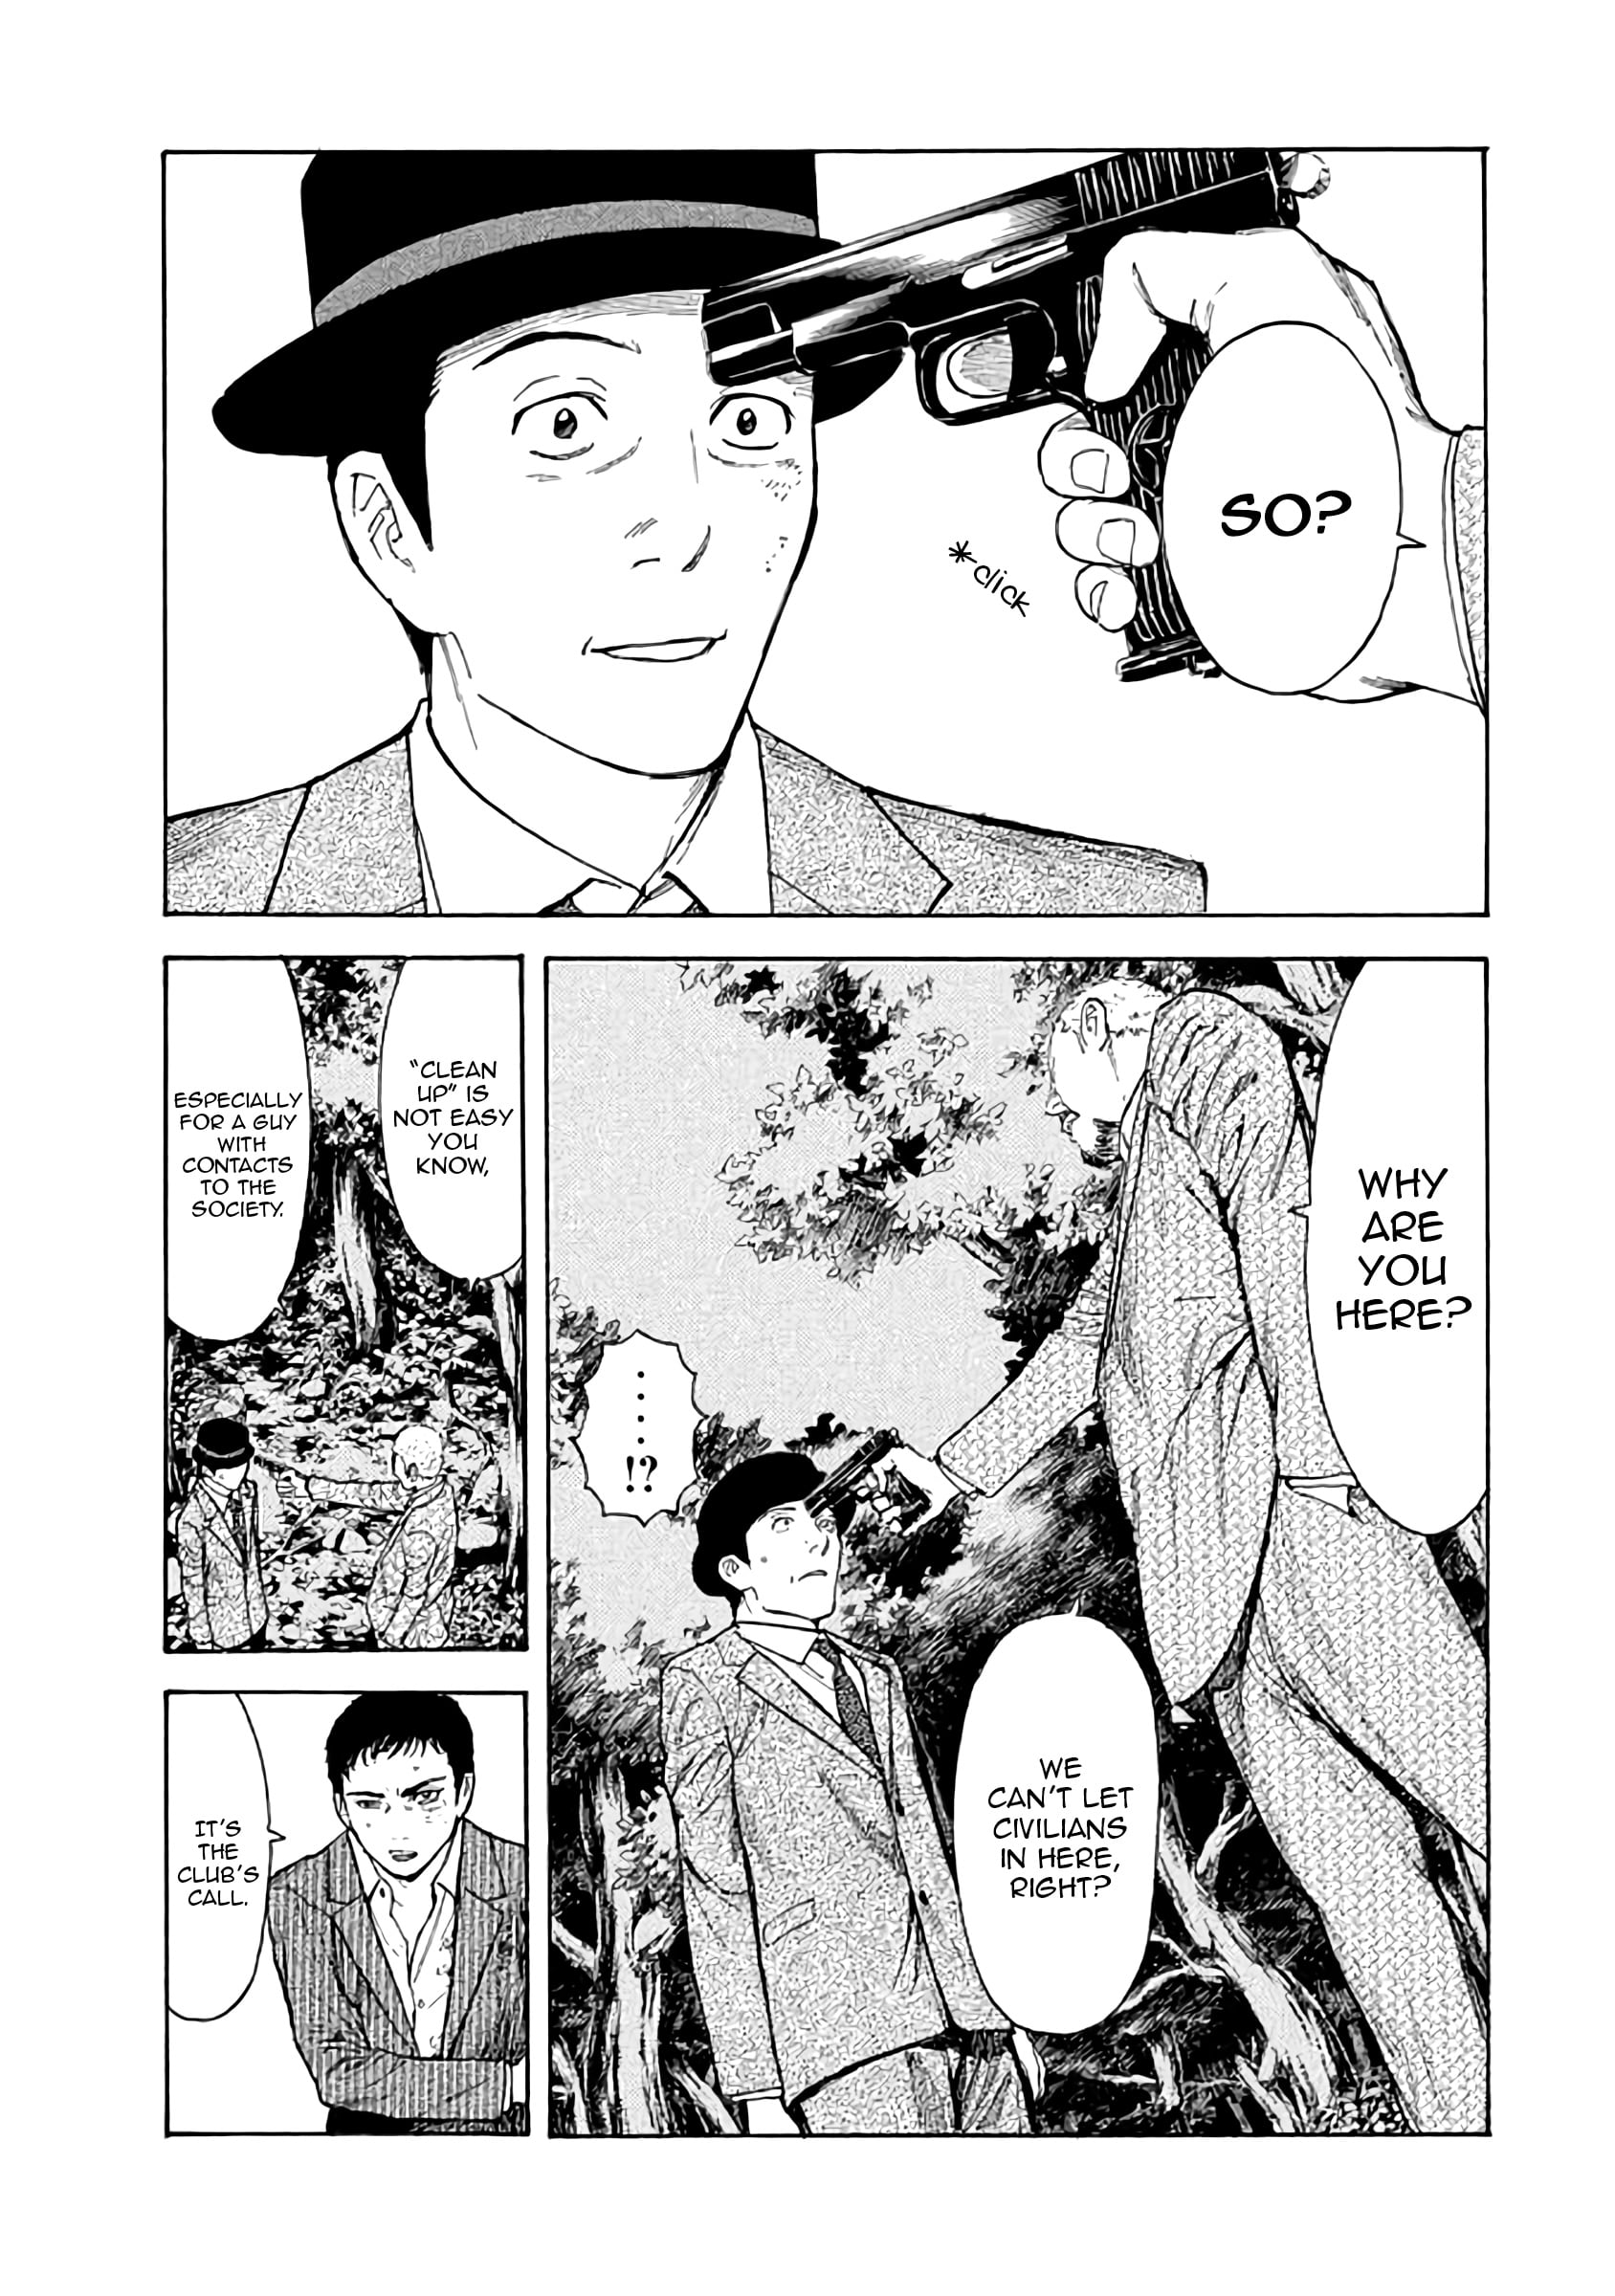 SO?
*click
WHY
ARE
YOU
HERE?
......!?
WE
CAN'T LET
CIVILIANS
IN HERE,
RIGHT?
"CLEAN
UP" IS
NOT EASY
YOU
KNOW,
ESPECIALLY
FOR A GUY
WITH
CONTACTS
TO THE
SOCIETY.
IT'S
THE
CLUB'S
CALL.